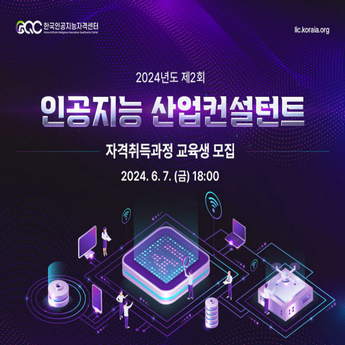 한국인공지능자격센터
lic.koraia.org
2024년도 제2회
인공지능 산업컨설턴트
자격취득과정 교육생 모집
2024. 6. 7. (금) 18:00